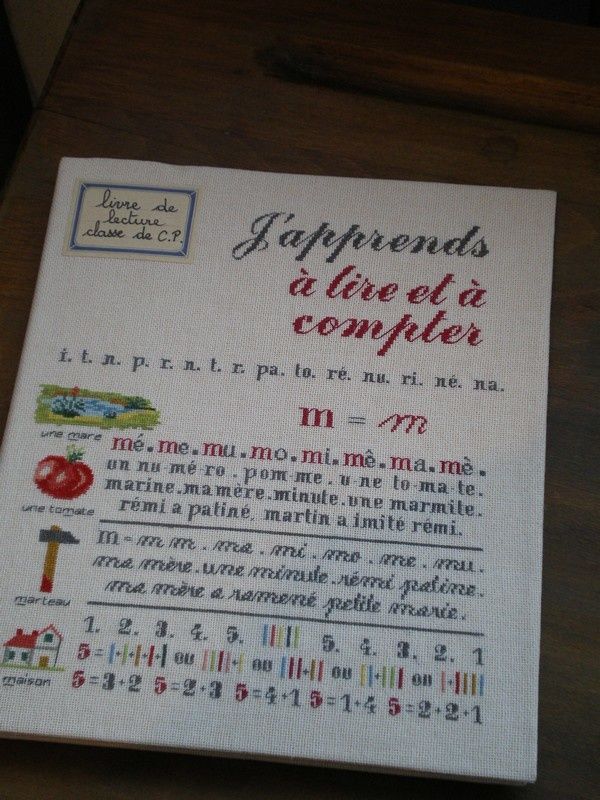 livre de
lecture
classe de C.P.
J'apprends
à lire et à
compter
i. t. n. p. r. n. t. r. pa. to. ré. nu. ri. né. na.
m = m
une mare
mé.me.mu.mo.mi.mê.ma.mè.
un nu-mé-ro. pom-me. u-ne to-ma-te.
une tomate
marine.ma mère.minute.une marmite.
rémi a patiné, martin a imité rémi.
m = m m. ma. mi. mo. me. mu.
ma mère.une minute.rémi patine.
marteau
ma mère a ramené petite marie.
1. 2. 3. 4. 5. 5. 4. 3. 2. 1
5=|+|+|+|+| ou |||||+| ou |||+|| ou ||+||| ou |+||||
maison
5=3+2 5=2+3 5=4+1 5=1+4 5=2+2+1